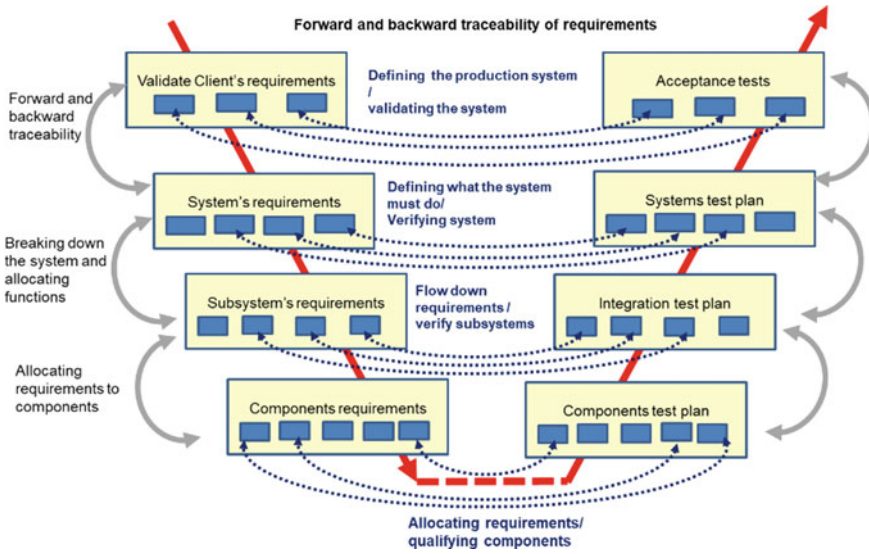 Forward and backward traceability of requirements
Validate Client's requirements
Defining the production system
/
validating the system
Acceptance tests
Forward and
backward
traceability
System's requirements
Defining what the system
must do/
Verifying system
Systems test plan
Breaking down
the system and
allocating
functions
Subsystem's requirements
Flow down
requirements /
verify subsystems
Integration test plan
Allocating
requirements to
components
Components requirements
Components test plan
Allocating requirements/
qualifying components